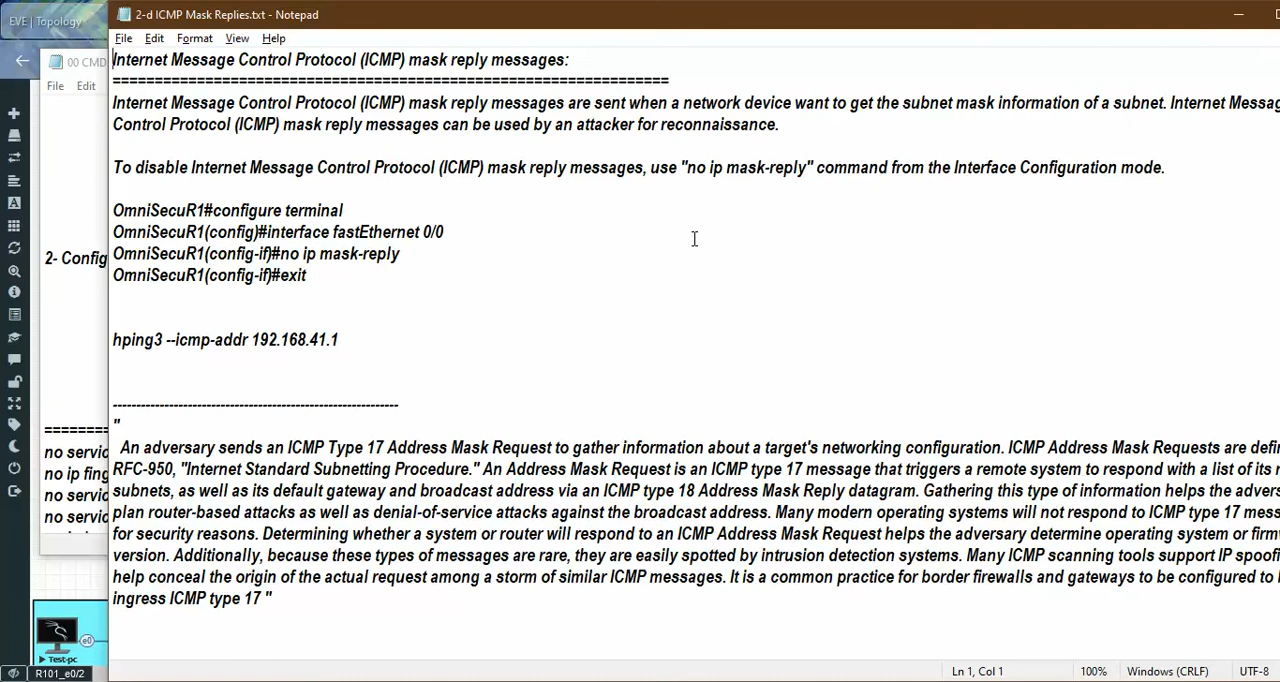 EVE | Topology
2-d ICMP Mask Replies.txt - Notepad
File Edit Format View Help
00 CMD
File Edit
Internet Message Control Protocol (ICMP) mask reply messages:
==================================================================
Internet Message Control Protocol (ICMP) mask reply messages are sent when a network device want to get the subnet mask information of a subnet. Internet Messag
Control Protocol (ICMP) mask reply messages can be used by an attacker for reconnaissance.
To disable Internet Message Control Protocol (ICMP) mask reply messages, use "no ip mask-reply" command from the Interface Configuration mode.
OmniSecuR1#configure terminal
OmniSecuR1(config)#interface fastEthernet 0/0
OmniSecuR1(config-if)#no ip mask-reply
OmniSecuR1(config-if)#exit
2- Config
hping3 --icmp-addr 192.168.41.1
---------------------------------------------------------------
"
An adversary sends an ICMP Type 17 Address Mask Request to gather information about a target's networking configuration. ICMP Address Mask Requests are defi
RFC-950, "Internet Standard Subnetting Procedure." An Address Mask Request is an ICMP type 17 message that triggers a remote system to respond with a list of its r
subnets, as well as its default gateway and broadcast address via an ICMP type 18 Address Mask Reply datagram. Gathering this type of information helps the advers
plan router-based attacks as well as denial-of-service attacks against the broadcast address. Many modern operating systems will not respond to ICMP type 17 mess
for security reasons. Determining whether a system or router will respond to an ICMP Address Mask Request helps the adversary determine operating system or firm
version. Additionally, because these types of messages are rare, they are easily spotted by intrusion detection systems. Many ICMP scanning tools support IP spoofi
help conceal the origin of the actual request among a storm of similar ICMP messages. It is a common practice for border firewalls and gateways to be configured to
ingress ICMP type 17 "
========
no servic
no ip fing
no servic
no servic
e0
Test-pc
R101_e0/2
Ln 1, Col 1 100% Windows (CRLF) UTF-8